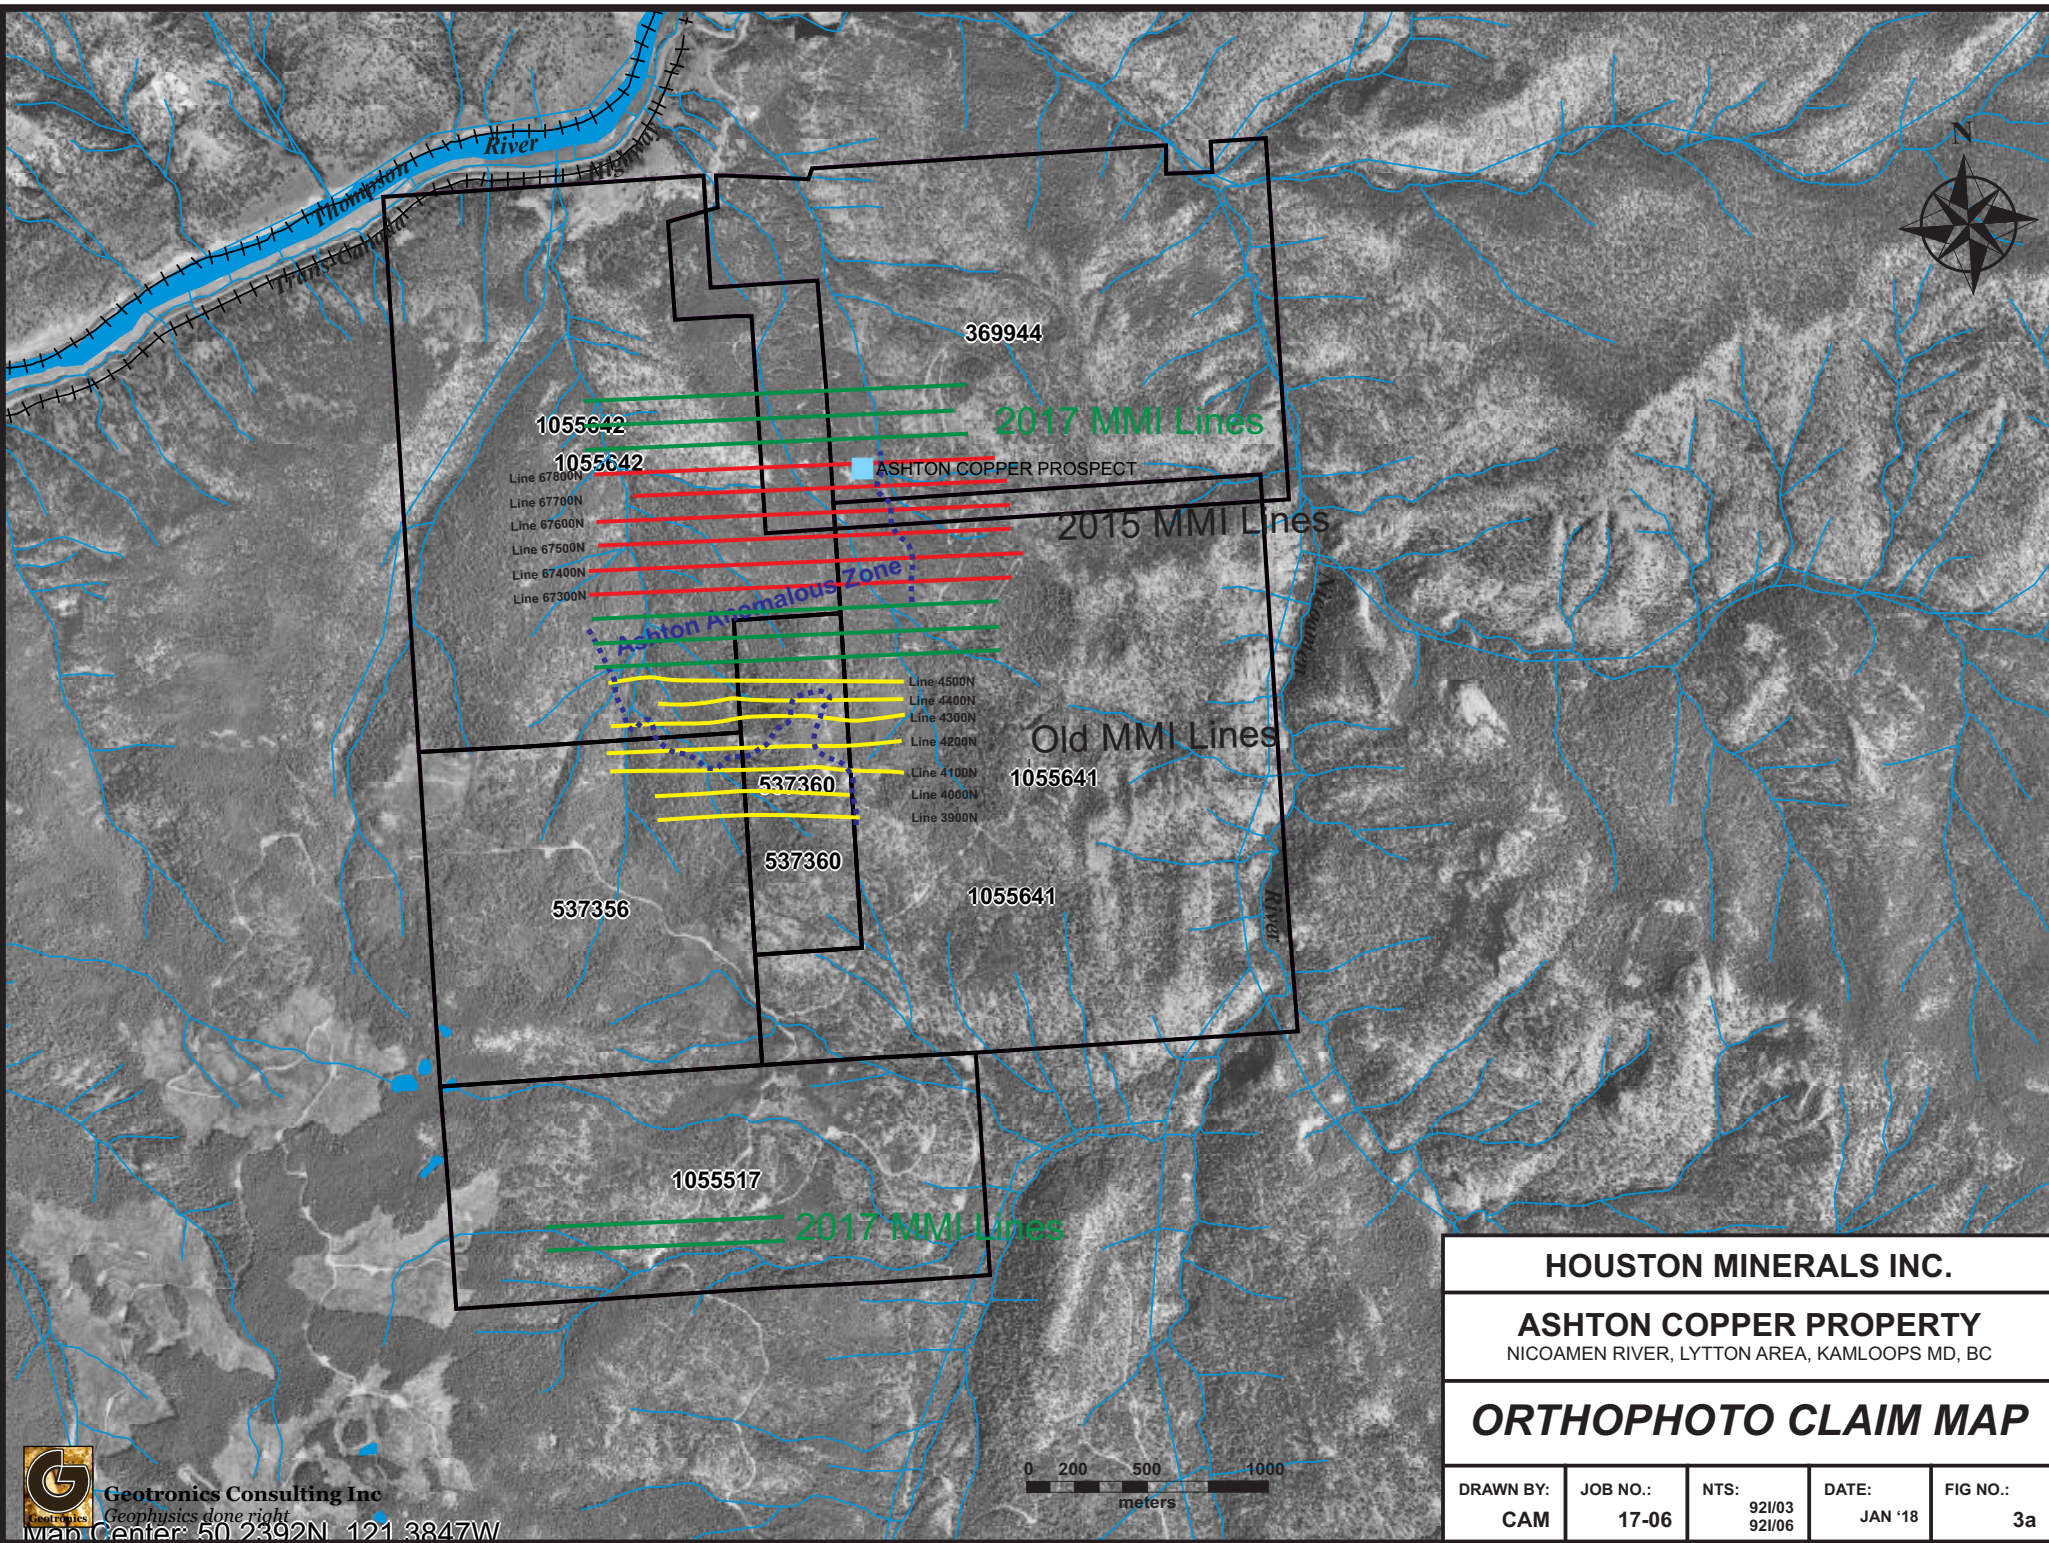 River
Thompson
Highway
Trans-Canada
N
369944
2017 MMI Lines
1055642
1055642
ASHTON COPPER PROSPECT
Line 67800N
Line 67700N
Line 67600N
2015 MMI Lines
Line 67500N
Line 67400N
Line 67300N
Ashton Anomalous Zone
Line 4500N
Line 4400N
Line 4300N
Line 4200N
Old MMI Lines
Line 4100N
1055641
537360
Line 4000N
Line 3900N
537360
1055641
537356
River
1055517
2017 MMI Lines
HOUSTON MINERALS INC.
ASHTON COPPER PROPERTY
NICOAMEN RIVER, LYTTON AREA, KAMLOOPS MD, BC
ORTHOPHOTO CLAIM MAP
0 200 500 1000
meters
DRAWN BY: JOB NO.: NTS: DATE: FIG NO.:
CAM 17-06 92I/03 92I/06 JAN '18 3a
Geotronics
Geotronics Consulting Inc
Geophysics done right
Map Center: 50.2392N 121.3847W